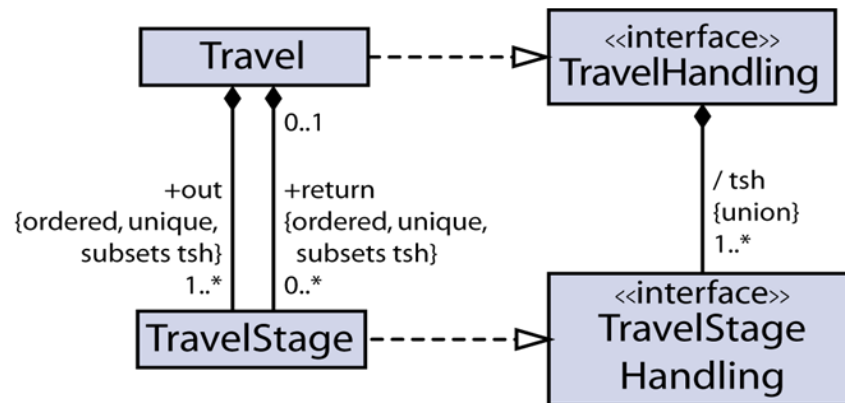 Travel
<<interface>>
TravelHandling
0..1
+out
{ordered, unique,
subsets tsh}
1..*
+return
{ordered, unique,
subsets tsh}
0..*
/ tsh
{union}
1..*
TravelStage
<<interface>>
TravelStage
Handling